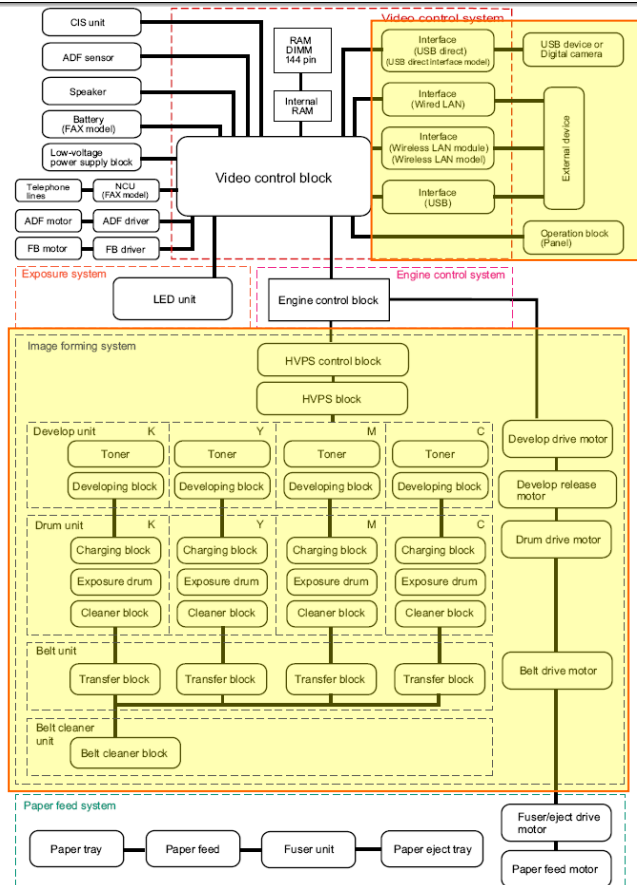 Video control system
CIS unit
ADF sensor
Speaker
Battery
(FAX model)
Low-voltage
power supply block
Telephone
lines
NCU
(FAX model)
ADF motor
ADF driver
FB motor
FB driver
RAM
DIMM
144 pin
Internal
RAM
Video control block
Interface
(USB direct)
(USB direct interface model)
USB device or
Digital camera
Interface
(Wired LAN)
Interface
(Wireless LAN module)
(Wireless LAN model)
Interface
(USB)
External device
Operation block
(Panel)
Exposure system
LED unit
Engine control system
Engine control block
Image forming system
HVPS control block
HVPS block
Develop unit
K
Y
M
C
Toner
Toner
Toner
Toner
Developing block
Developing block
Developing block
Developing block
Drum unit
K
Y
M
C
Charging block
Charging block
Charging block
Charging block
Exposure drum
Exposure drum
Exposure drum
Exposure drum
Cleaner block
Cleaner block
Cleaner block
Cleaner block
Belt unit
Transfer block
Transfer block
Transfer block
Transfer block
Belt cleaner
unit
Belt cleaner block
Develop drive motor
Develop release
motor
Drum drive motor
Belt drive motor
Paper feed system
Paper tray
Paper feed
Fuser unit
Paper eject tray
Fuser/eject drive
motor
Paper feed motor